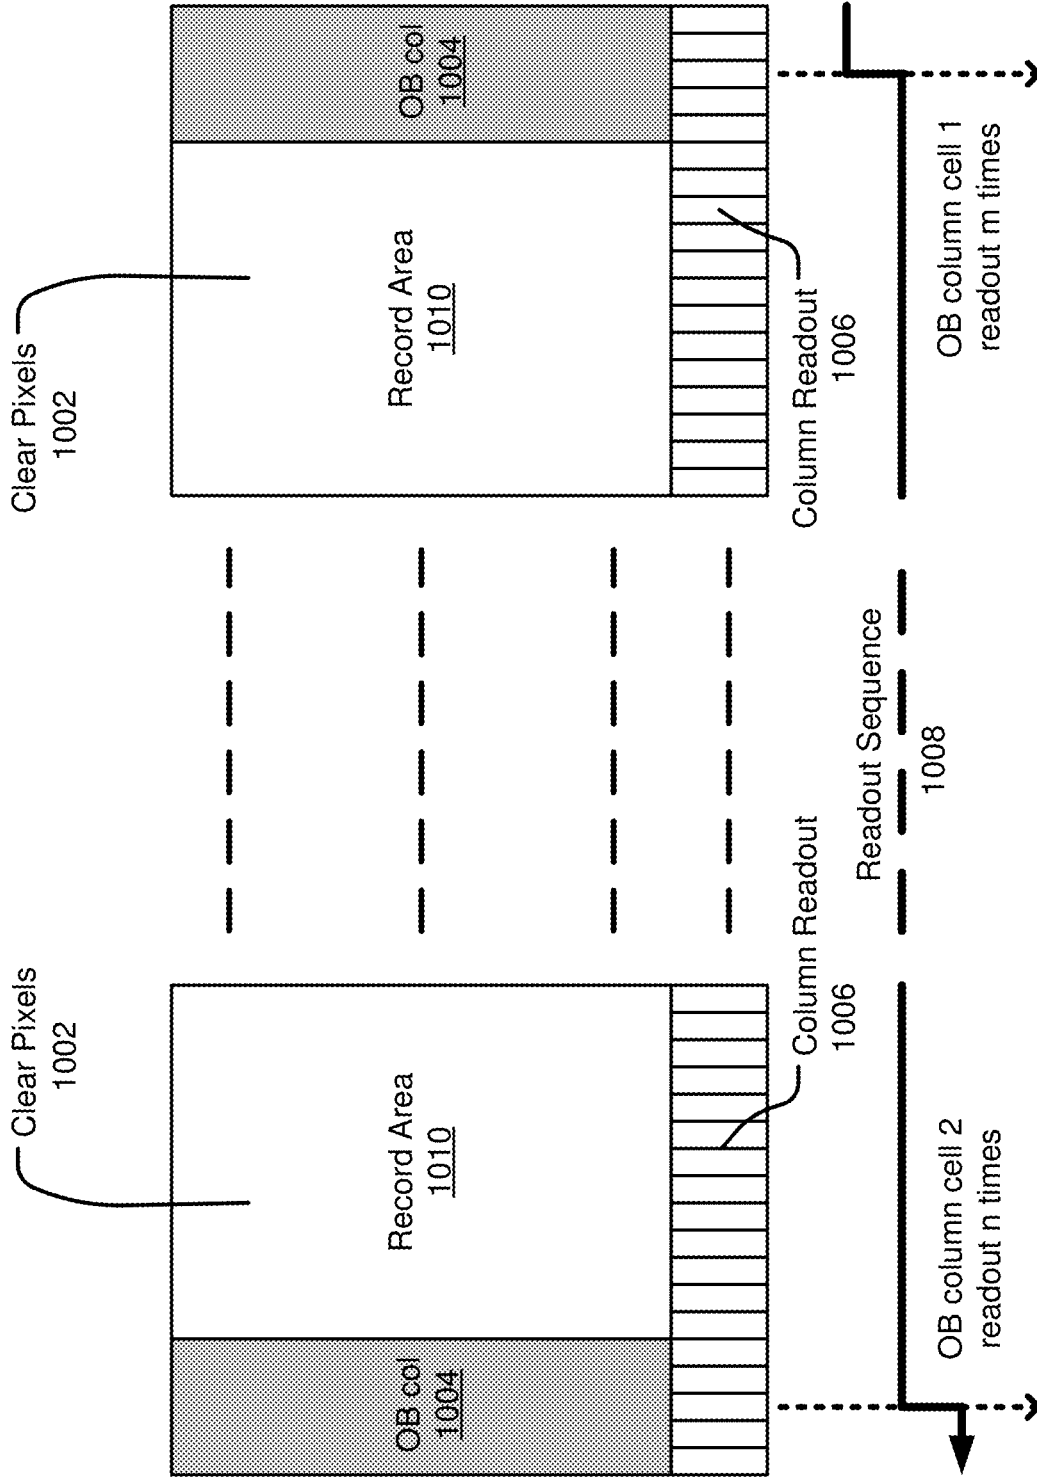 Clear Pixels
1002
Clear Pixels
1002
OB col
1004
Record Area
1010
Record Area
1010
OB col
1004
Column Readout
1006
Column Readout
1006
Readout Sequence
1008
OB column cell 2
readout n times
OB column cell 1
readout m times